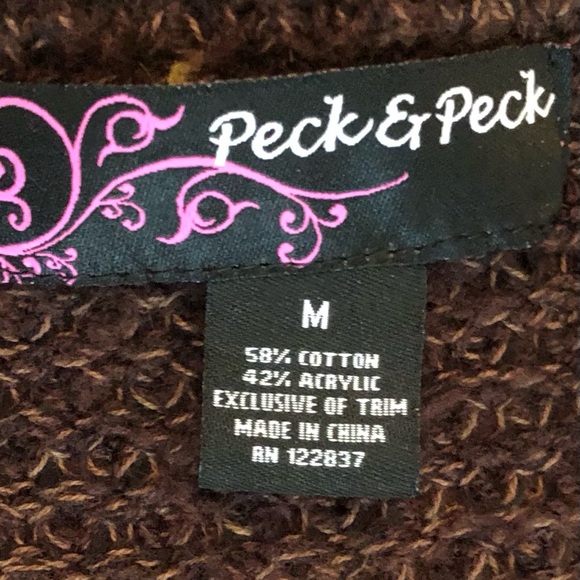 Peck & Peck
M
58% COTTON
42% ACRYLIC
EXCLUSIVE OF TRIM
MADE IN CHINA
RN 122837